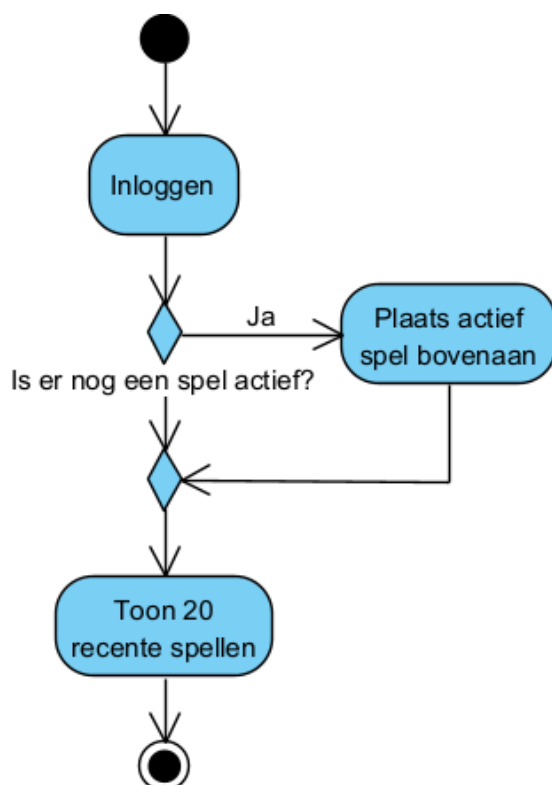 Inloggen
Ja
Plaats actief
spel bovenaan
Is er nog een spel actief?
Toon 20
recente spellen